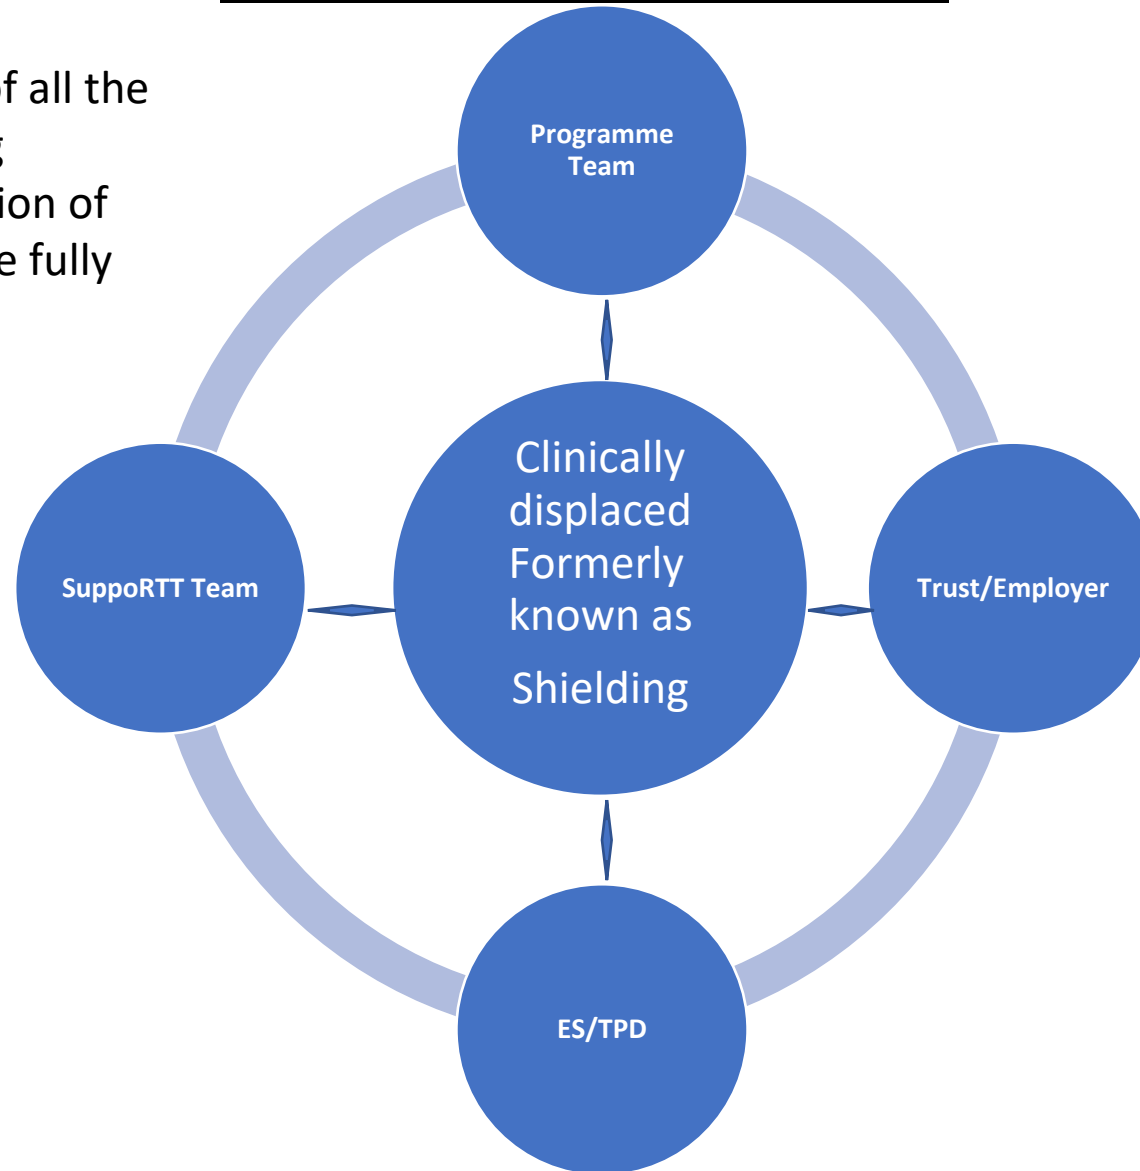 of all the
ion of
e fully
Programme
Team
Clinically
displaced
Formerly
known as
Shielding
SuppoRTT Team
Trust/Employer
ES/TPD